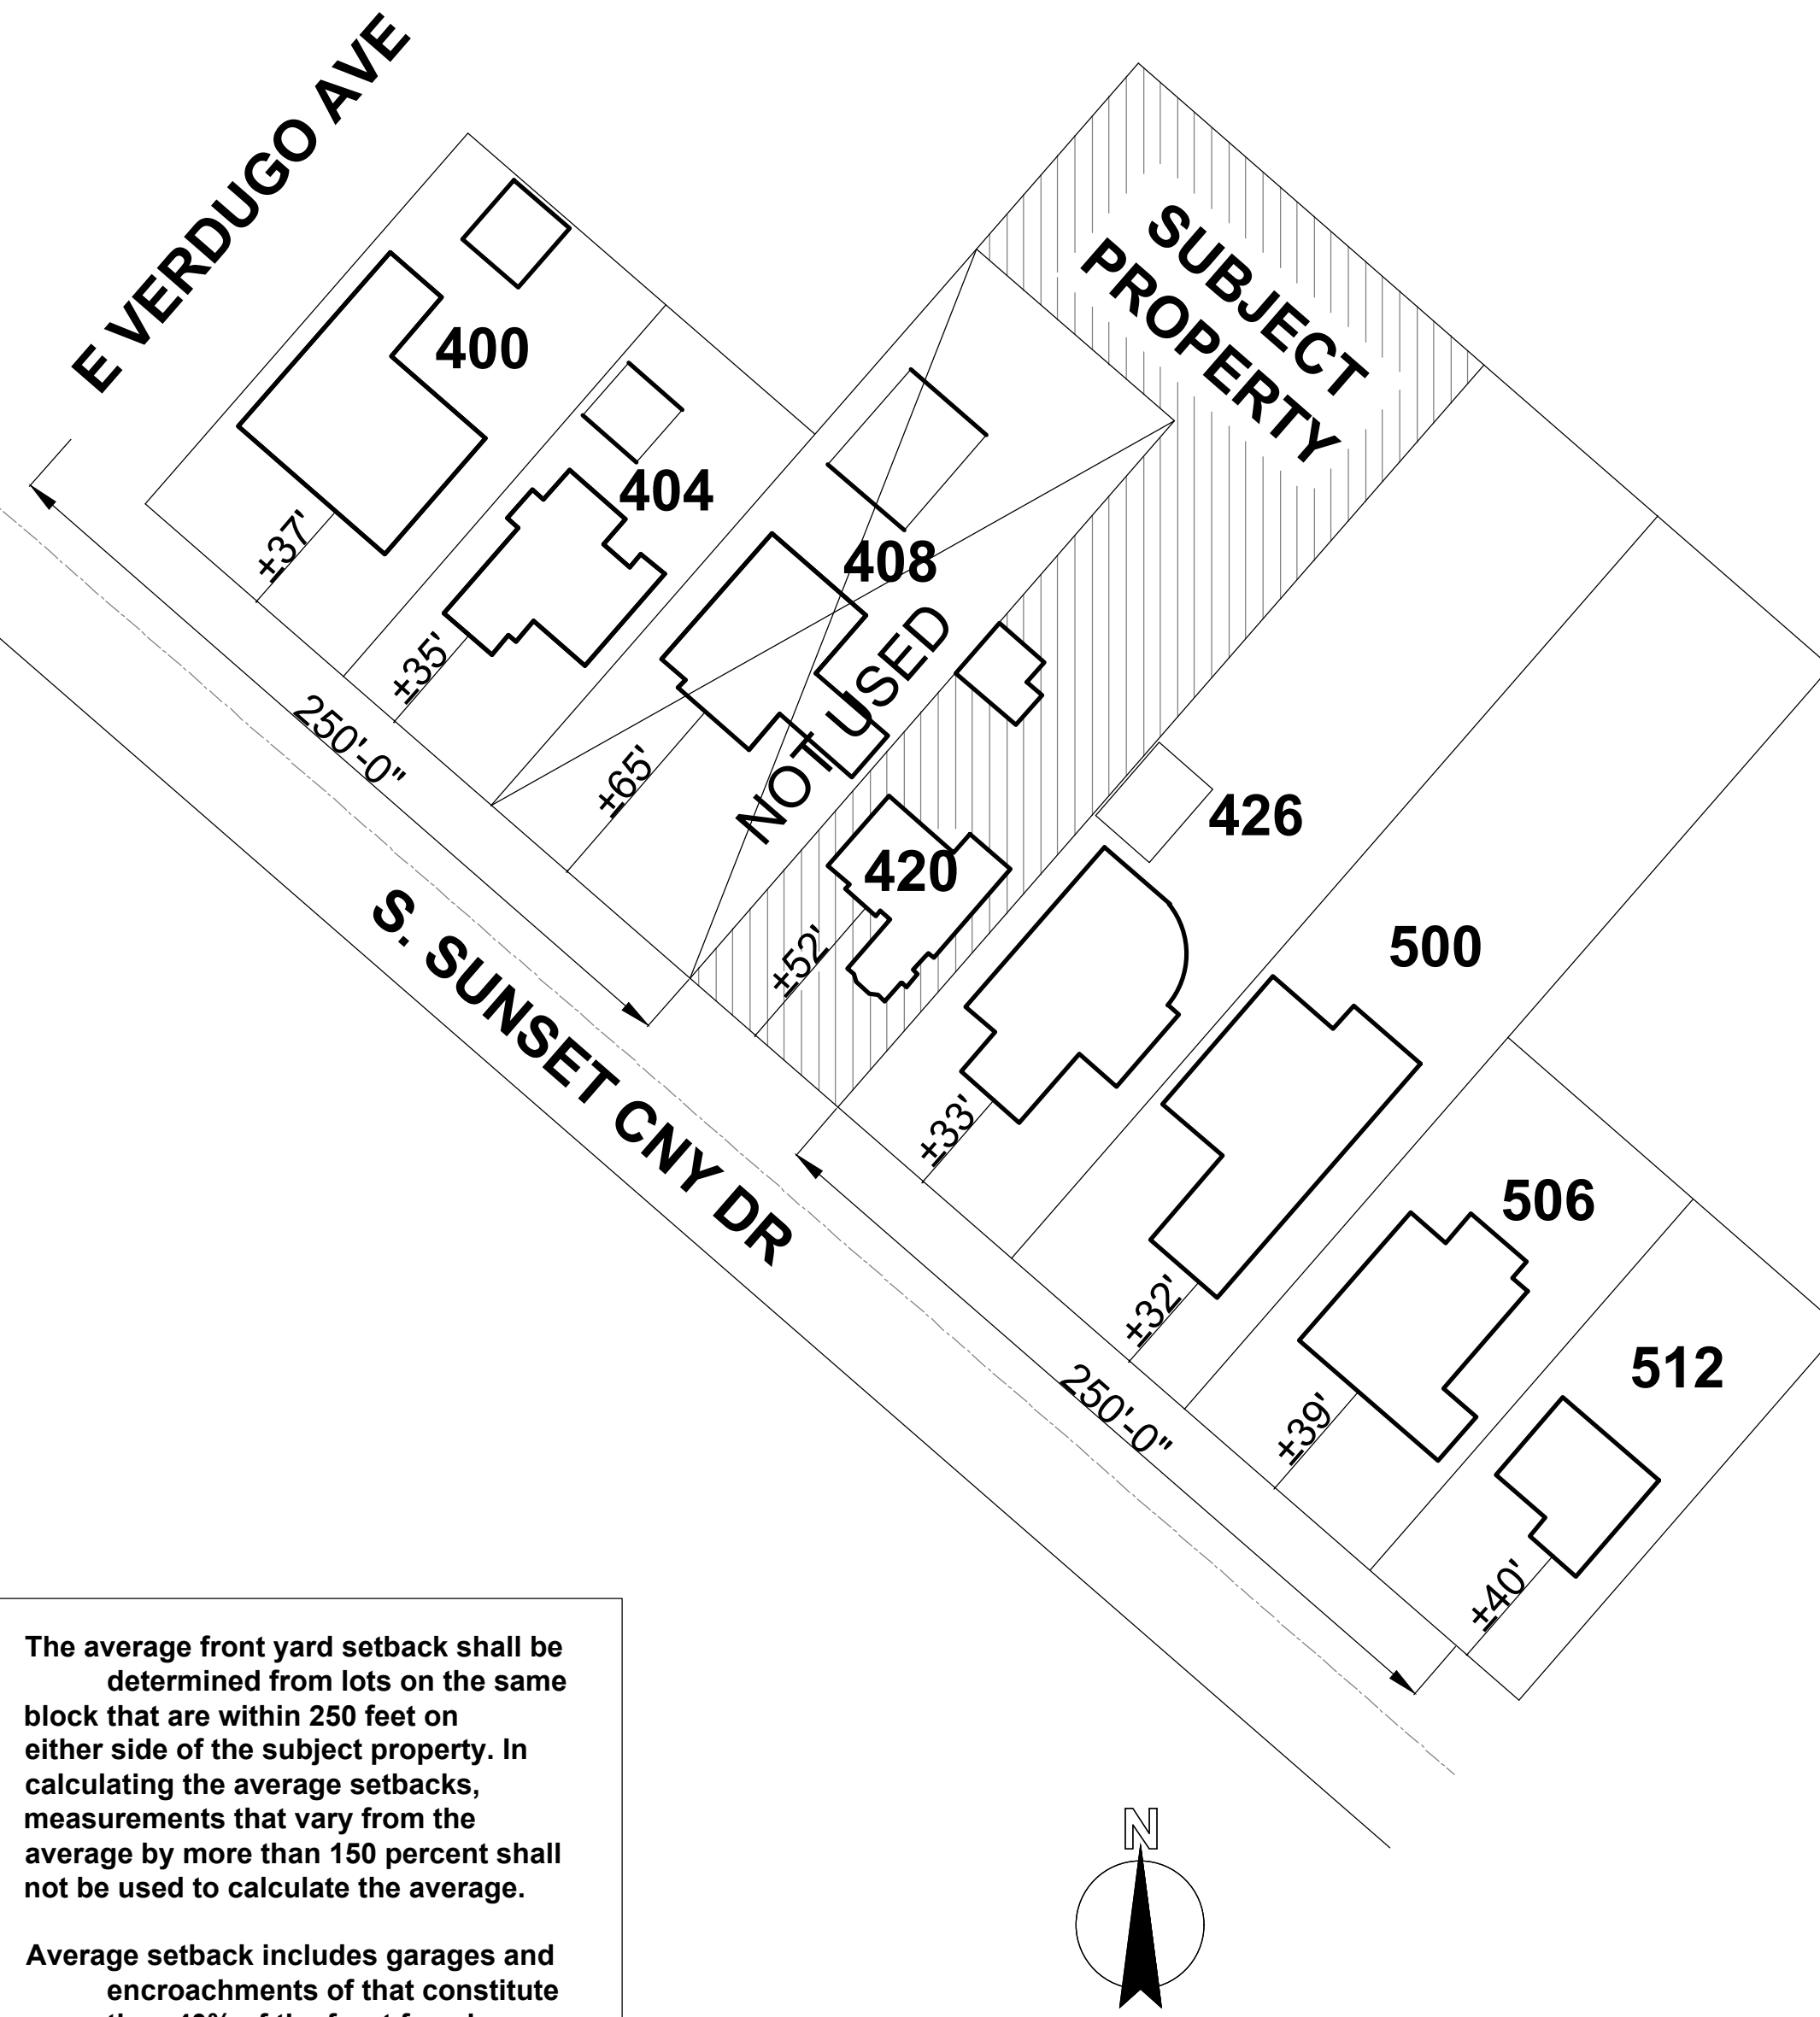 E VERDUGO AVE
SUBJECT
PROPERTY
400
404
408
NOT USED
420
426
500
506
512
±37'
±35'
±65'
±52'
±33'
±32'
±39'
±40'
250'-0"
250'-0"
S. SUNSET CNY DR
The average front yard setback shall be
determined from lots on the same
block that are within 250 feet on
either side of the subject property. In
calculating the average setbacks,
measurements that vary from the
average by more than 150 percent shall
not be used to calculate the average.
Average setback includes garages and
encroachments of that constitute
N